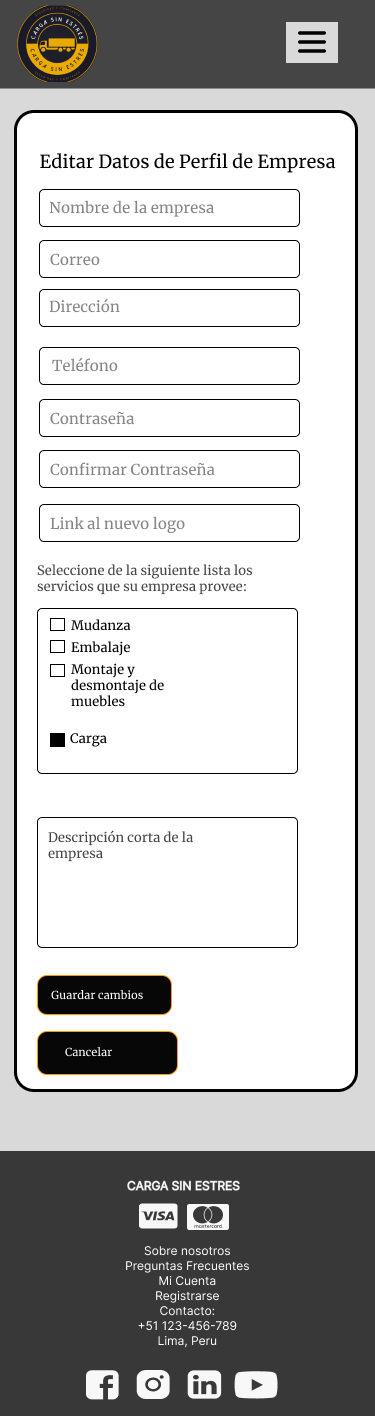 CARGA SIN ESTRES
CARGA SIN ESTRES
Editar Datos de Perfil de Empresa
Nombre de la empresa
Correo
Dirección
Teléfono
Contraseña
Confirmar Contraseña
Link al nuevo logo
Seleccione de la siguiente lista los
servicios que su empresa provee:
Mudanza
Embalaje
Montaje y
desmontaje de
muebles
Carga
Descripción corta de la
empresa
Guardar cambios
Cancelar
CARGA SIN ESTRES
VISA
mastercard
Sobre nosotros
Preguntas Frecuentes
Mi Cuenta
Registrarse
Contacto:
+51 123-456-789
Lima, Peru